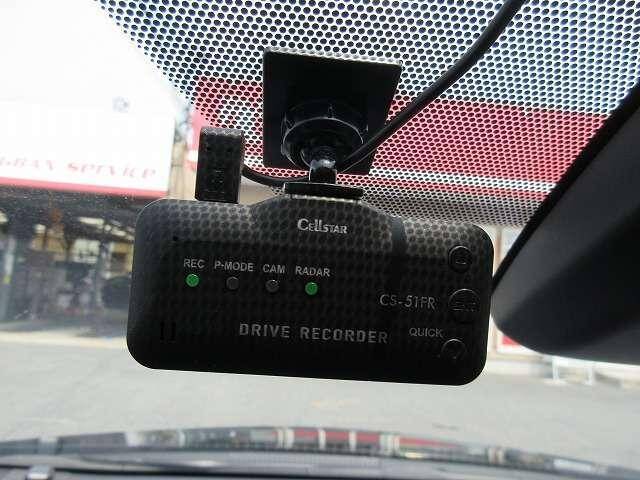 CELLSTAR
REC P-MODE CAM RADAR
CS-51FR
DRIVE RECORDER
QUICK